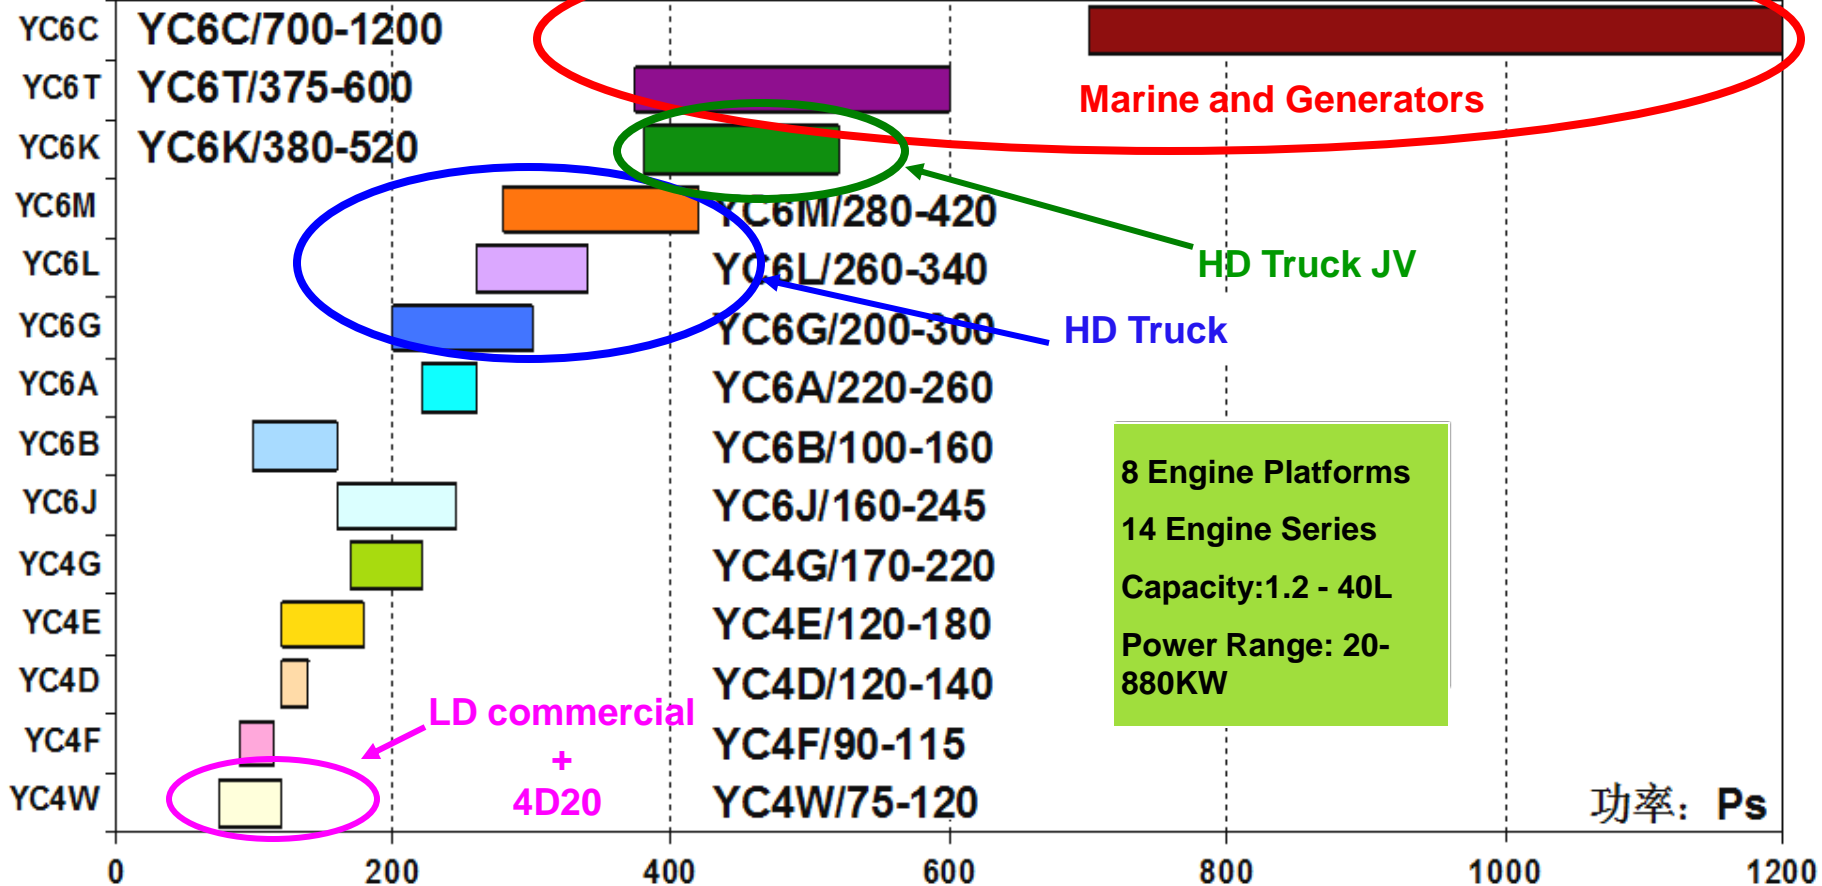 YC6C YC6C/700-1200
YC6T YC6T/375-600
Marine and Generators
YC6K YC6K/380-520
YC6M YC6M/280-420
YC6L YC6L/260-340
HD Truck JV
YC6G YC6G/200-300
HD Truck
YC6A YC6A/220-260
YC6B YC6B/100-160
YC6J YC6J/160-245
YC4G YC4G/170-220
YC4E YC4E/120-180
YC4D YC4D/120-140
YC4F YC4F/90-115
YC4W YC4W/75-120
LD commercial
+
4D20
8 Engine Platforms
14 Engine Series
Capacity:1.2 - 40L
Power Range: 20-
880KW
功率：Ps
0 200 400 600 800 1000 1200